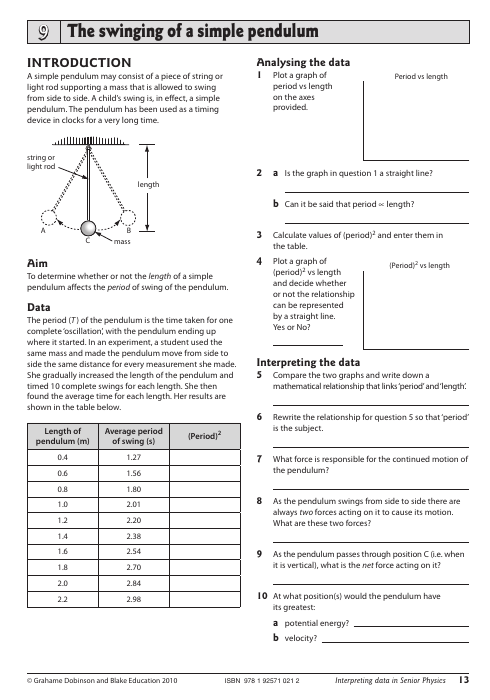 9 The swinging of a simple pendulum
INTRODUCTION
A simple pendulum may consist of a piece of string or
light rod supporting a mass that is allowed to swing
from side to side. A child's swing is, in effect, a simple
pendulum. The pendulum has been used as a timing
device in clocks for a very long time.
string or
light rod
length
A
B
C
mass
Aim
To determine whether or not the length of a simple
pendulum affects the period of swing of the pendulum.
Data
The period (T) of the pendulum is the time taken for one
complete 'oscillation', with the pendulum ending up
where it started. In an experiment, a student used the
same mass and made the pendulum move from side to
side the same distance for every measurement she made.
She gradually increased the length of the pendulum and
timed 10 complete swings for each length. She then
found the average time for each length. Her results are
shown in the table below.
Length of pendulum (m) Average period of swing (s) (Period)²
0.4 1.27
0.6 1.56
0.8 1.80
1.0 2.01
1.2 2.20
1.4 2.38
1.6 2.54
1.8 2.70
2.0 2.84
2.2 2.98
Analysing the data
1 Plot a graph of
period vs length
on the axes
provided.
Period vs length
2 a Is the graph in question 1 a straight line?
b Can it be said that period ∝ length?
3 Calculate values of (period)² and enter them in
the table.
4 Plot a graph of
(period)² vs length
and decide whether
or not the relationship
can be represented
by a straight line.
Yes or No?
(Period)² vs length
Interpreting the data
5 Compare the two graphs and write down a
mathematical relationship that links 'period' and 'length'.
6 Rewrite the relationship for question 5 so that 'period'
is the subject.
7 What force is responsible for the continued motion of
the pendulum?
8 As the pendulum swings from side to side there are
always two forces acting on it to cause its motion.
What are these two forces?
9 As the pendulum passes through position C (i.e. when
it is vertical), what is the net force acting on it?
10 At what position(s) would the pendulum have
its greatest:
a potential energy?
b velocity?
© Grahame Dobinson and Blake Education 2010 ISBN 978 1 92571 021 2 Interpreting data in Senior Physics 13